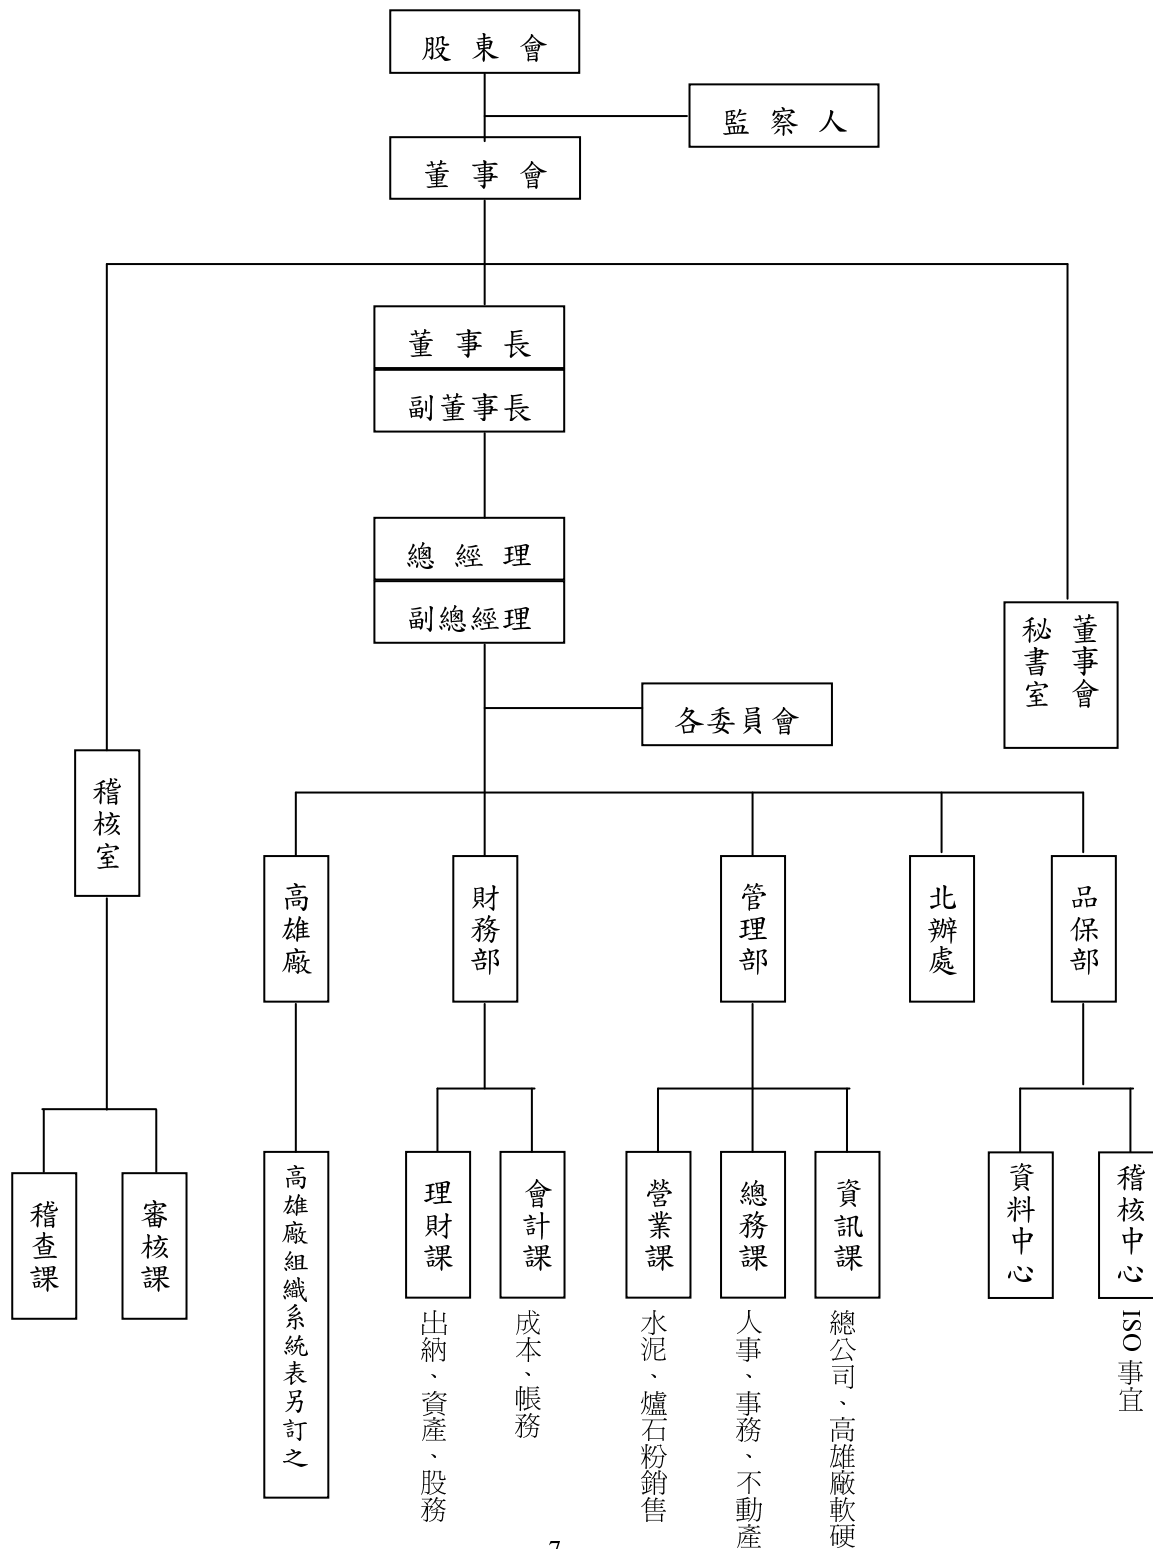 股東會
監察人
董事會
董事長
副董事長
總經理
副總經理
董事會
秘書室
各委員會
稽核室
高雄廠
財務部
管理部
北辦處
品保部
稽查課
審核課
高雄廠組織系統表另訂之
理財課
會計課
營業課
總務課
資訊課
資料中心
稽核中心
出納、資產、股務
成本、帳務
水泥、爐石粉銷售
人事、事務、不動產
總公司、高雄廠軟硬
ISO 事宜
7